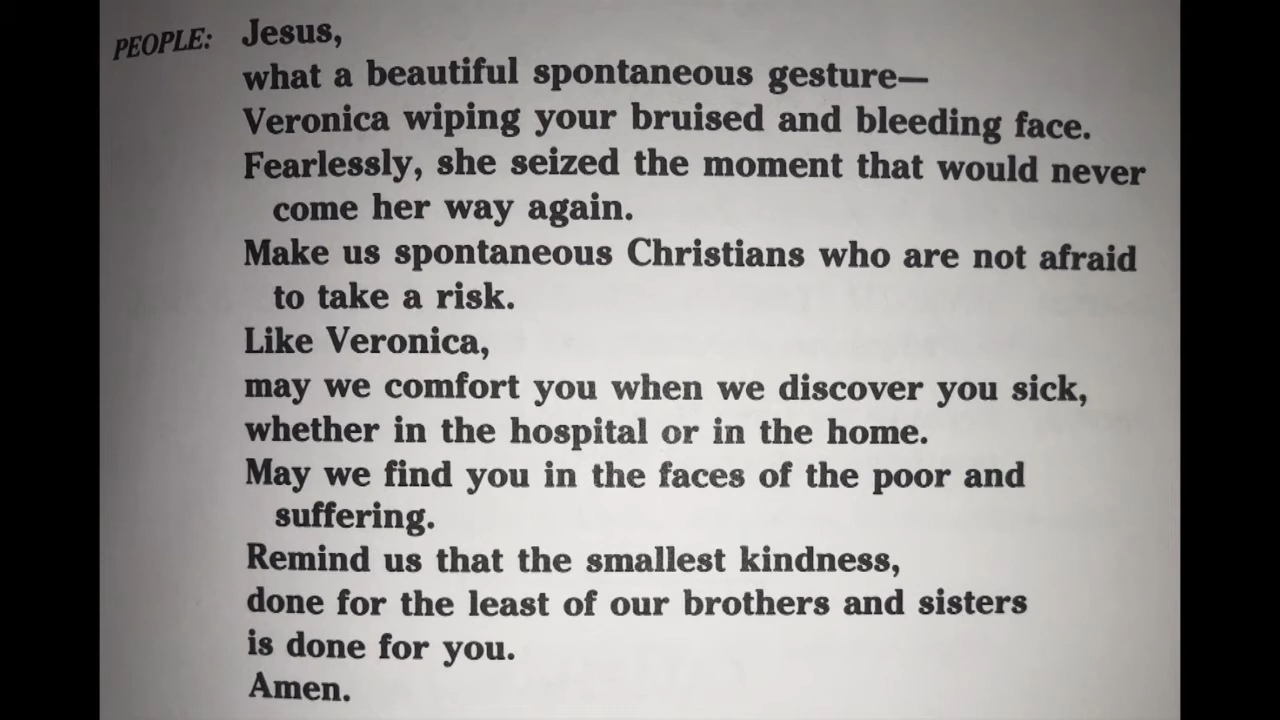 PEOPLE: Jesus,
what a beautiful spontaneous gesture—
Veronica wiping your bruised and bleeding face.
Fearlessly, she seized the moment that would never
come her way again.
Make us spontaneous Christians who are not afraid
to take a risk.
Like Veronica,
may we comfort you when we discover you sick,
whether in the hospital or in the home.
May we find you in the faces of the poor and
suffering.
Remind us that the smallest kindness,
done for the least of our brothers and sisters
is done for you.
Amen.